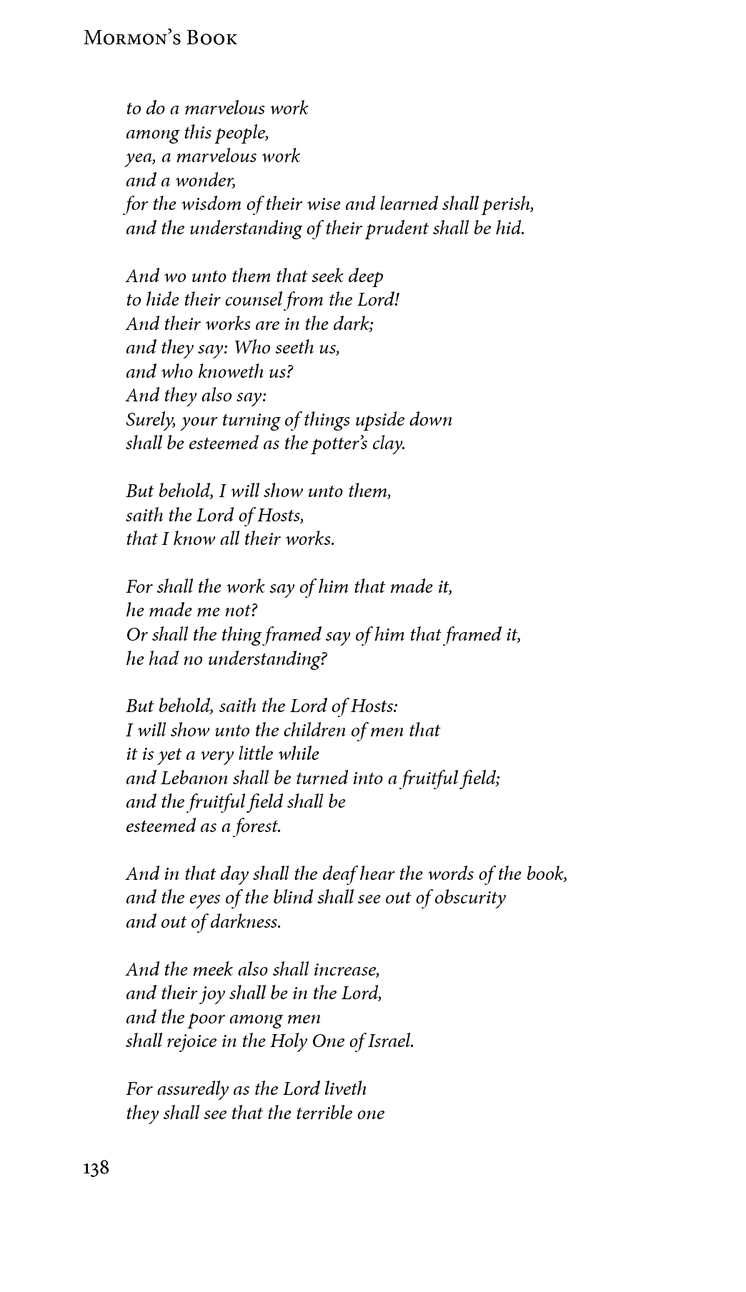 Mormon's Book
to do a marvelous work
among this people,
yea, a marvelous work
and a wonder,
for the wisdom of their wise and learned shall perish,
and the understanding of their prudent shall be hid.
And wo unto them that seek deep
to hide their counsel from the Lord!
And their works are in the dark;
and they say: Who seeth us,
and who knoweth us?
And they also say:
Surely, your turning of things upside down
shall be esteemed as the potter's clay.
But behold, I will show unto them,
saith the Lord of Hosts,
that I know all their works.
For shall the work say of him that made it,
he made me not?
Or shall the thing framed say of him that framed it,
he had no understanding?
But behold, saith the Lord of Hosts:
I will show unto the children of men that
it is yet a very little while
and Lebanon shall be turned into a fruitful field;
and the fruitful field shall be
esteemed as a forest.
And in that day shall the deaf hear the words of the book,
and the eyes of the blind shall see out of obscurity
and out of darkness.
And the meek also shall increase,
and their joy shall be in the Lord,
and the poor among men
shall rejoice in the Holy One of Israel.
For assuredly as the Lord liveth
they shall see that the terrible one
138